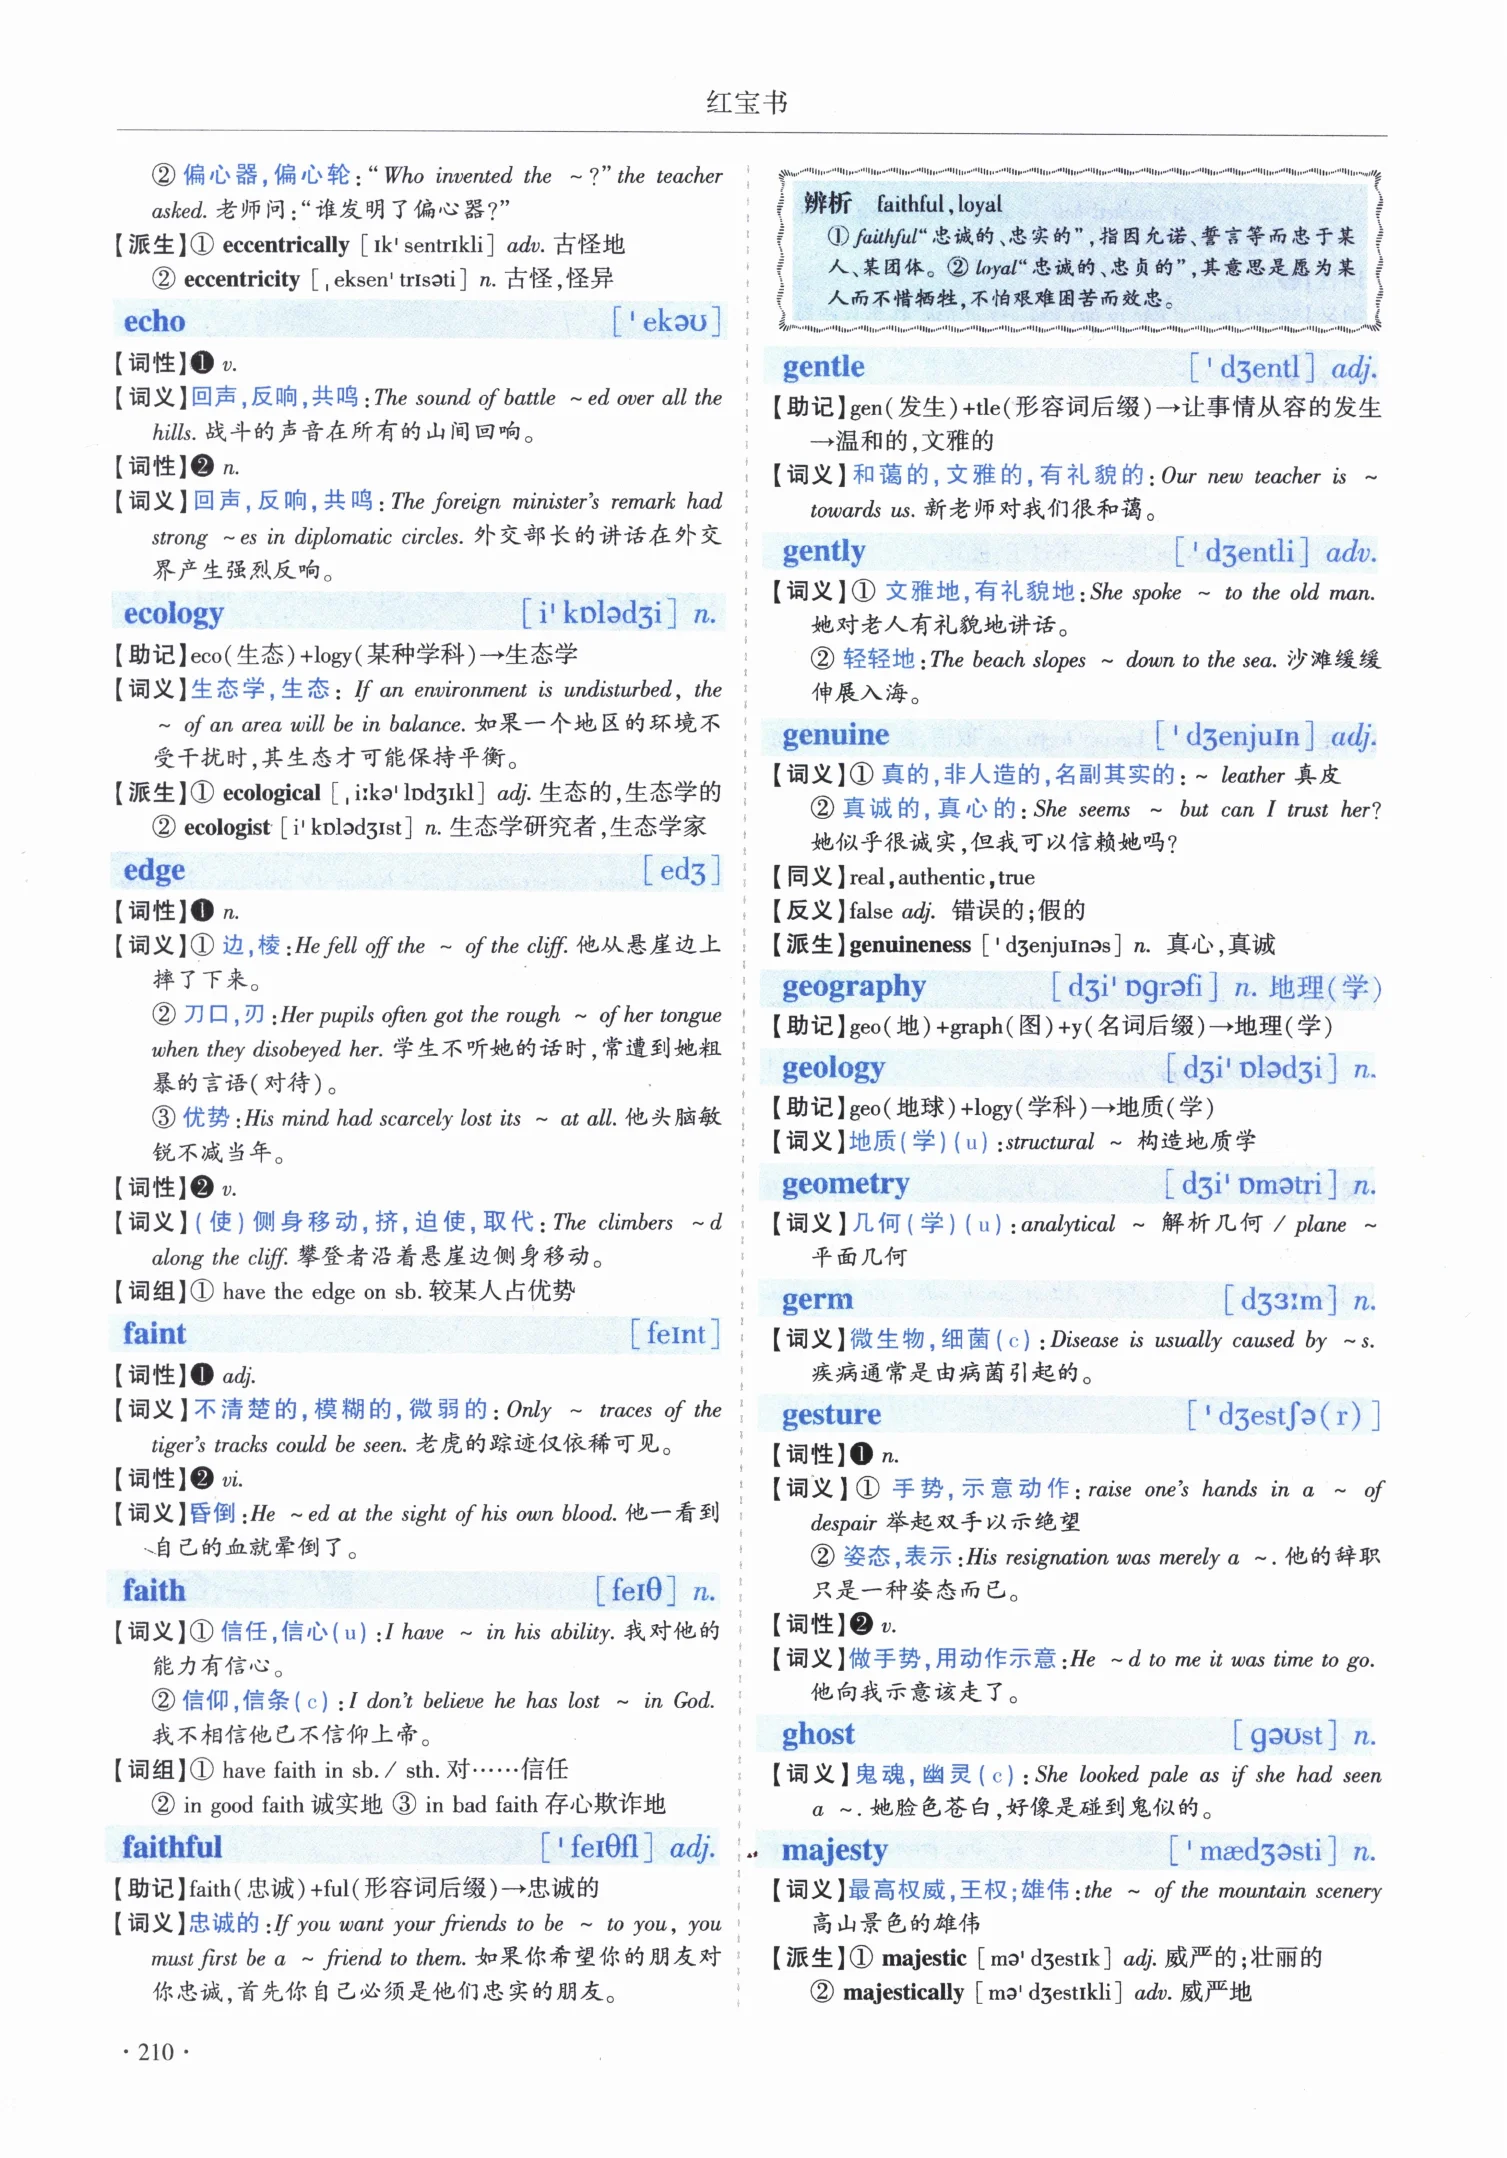 红宝书
② 偏心器,偏心轮:“Who invented the ~?” the teacher
asked. 老师问:“谁发明了偏心器?”
【派生】① eccentrically [ɪkˈsentrɪkli] adv. 古怪地
② eccentricity [ˌeksenˈtrɪsəti] n. 古怪,怪异
echo [ˈekəʊ]
【词性】❶ v.
【词义】回声,反响,共鸣:The sound of battle ~ed over all the
hills. 战斗的声音在所有的山间回响。
【词性】❷ n.
【词义】回声,反响,共鸣:The foreign minister's remark had
strong ~es in diplomatic circles. 外交部长的讲话在外交
界产生强烈反响。
ecology [iˈkɒlədʒi] n.
【助记】eco(生态)+logy(某种学科)→生态学
【词义】生态学,生态: If an environment is undisturbed, the
~ of an area will be in balance. 如果一个地区的环境不
受干扰时,其生态才可能保持平衡。
【派生】① ecological [ˌiːkəˈlɒdʒɪkl] adj. 生态的,生态学的
② ecologist [iˈkɒlədʒɪst] n. 生态学研究者,生态学家
edge [edʒ]
【词性】❶ n.
【词义】① 边,棱:He fell off the ~ of the cliff. 他从悬崖边上
摔了下来。
② 刀口,刃:Her pupils often got the rough ~ of her tongue
when they disobeyed her. 学生不听她的话时,常遭到她粗
暴的言语(对待)。
③ 优势:His mind had scarcely lost its ~ at all. 他头脑敏
锐不减当年。
【词性】❷ v.
【词义】(使)侧身移动,挤,迫使,取代:The climbers ~d
along the cliff. 攀登者沿着悬崖边侧身移动。
【词组】① have the edge on sb. 较某人占优势
faint [feɪnt]
【词性】❶ adj.
【词义】不清楚的,模糊的,微弱的:Only ~ traces of the
tiger's tracks could be seen. 老虎的踪迹仅依稀可见。
【词性】❷ vi.
【词义】昏倒:He ~ed at the sight of his own blood. 他一看到
自己的血就晕倒了。
faith [feɪθ] n.
【词义】① 信任,信心(u):I have ~ in his ability. 我对他的
能力有信心。
② 信仰,信条(c):I don't believe he has lost ~ in God.
我不相信他已不信仰上帝。
【词组】① have faith in sb./ sth. 对……信任
② in good faith 诚实地 ③ in bad faith 存心欺诈地
faithful [ˈfeɪθfl] adj.
【助记】faith(忠诚)+ful(形容词后缀)→忠诚的
【词义】忠诚的:If you want your friends to be ~ to you, you
must first be a ~ friend to them. 如果你希望你的朋友对
你忠诚,首先你自己必须是他们忠实的朋友。
辨析 faithful,loyal
① faithful“忠诚的、忠实的”,指因允诺、誓言等而忠于某
人、某团体。② loyal“忠诚的、忠贞的”,其意思是愿为某
人而不惜牺牲,不怕艰难困苦而效忠。
gentle [ˈdʒentl] adj.
【助记】gen(发生)+tle(形容词后缀)→让事情从容的发生
→温和的,文雅的
【词义】和蔼的,文雅的,有礼貌的:Our new teacher is ~
towards us. 新老师对我们很和蔼。
gently [ˈdʒentli] adv.
【词义】① 文雅地,有礼貌地:She spoke ~ to the old man.
她对老人有礼貌地讲话。
② 轻轻地:The beach slopes ~ down to the sea. 沙滩缓缓
伸展入海。
genuine [ˈdʒenjuɪn] adj.
【词义】① 真的,非人造的,名副其实的:~ leather 真皮
② 真诚的,真心的:She seems ~ but can I trust her?
她似乎很诚实,但我可以信赖她吗?
【同义】real,authentic,true
【反义】false adj. 错误的;假的
【派生】genuineness [ˈdʒenjuɪnəs] n. 真心,真诚
geography [dʒiˈɒɡrəfi] n. 地理(学)
【助记】geo(地)+graph(图)+y(名词后缀)→地理(学)
geology [dʒiˈɒlədʒi] n.
【助记】geo(地球)+logy(学科)→地质(学)
【词义】地质(学)(u):structural ~ 构造地质学
geometry [dʒiˈɒmətri] n.
【词义】几何(学)(u):analytical ~ 解析几何 / plane ~
平面几何
germ [dʒɜːm] n.
【词义】微生物,细菌(c):Disease is usually caused by ~s.
疾病通常是由病菌引起的。
gesture [ˈdʒestʃə(r)]
【词性】❶ n.
【词义】① 手势,示意动作:raise one's hands in a ~ of
despair 举起双手以示绝望
② 姿态,表示:His resignation was merely a ~. 他的辞职
只是一种姿态而已。
【词性】❷ v.
【词义】做手势,用动作示意:He ~d to me it was time to go.
他向我示意该走了。
ghost [ɡəʊst] n.
【词义】鬼魂,幽灵(c):She looked pale as if she had seen
a ~. 她脸色苍白,好像是碰到鬼似的。
majesty [ˈmædʒəsti] n.
【词义】最高权威,王权;雄伟:the ~ of the mountain scenery
高山景色的雄伟
【派生】① majestic [məˈdʒestɪk] adj. 威严的;壮丽的
② majestically [məˈdʒestɪkli] adv. 威严地
· 210 ·